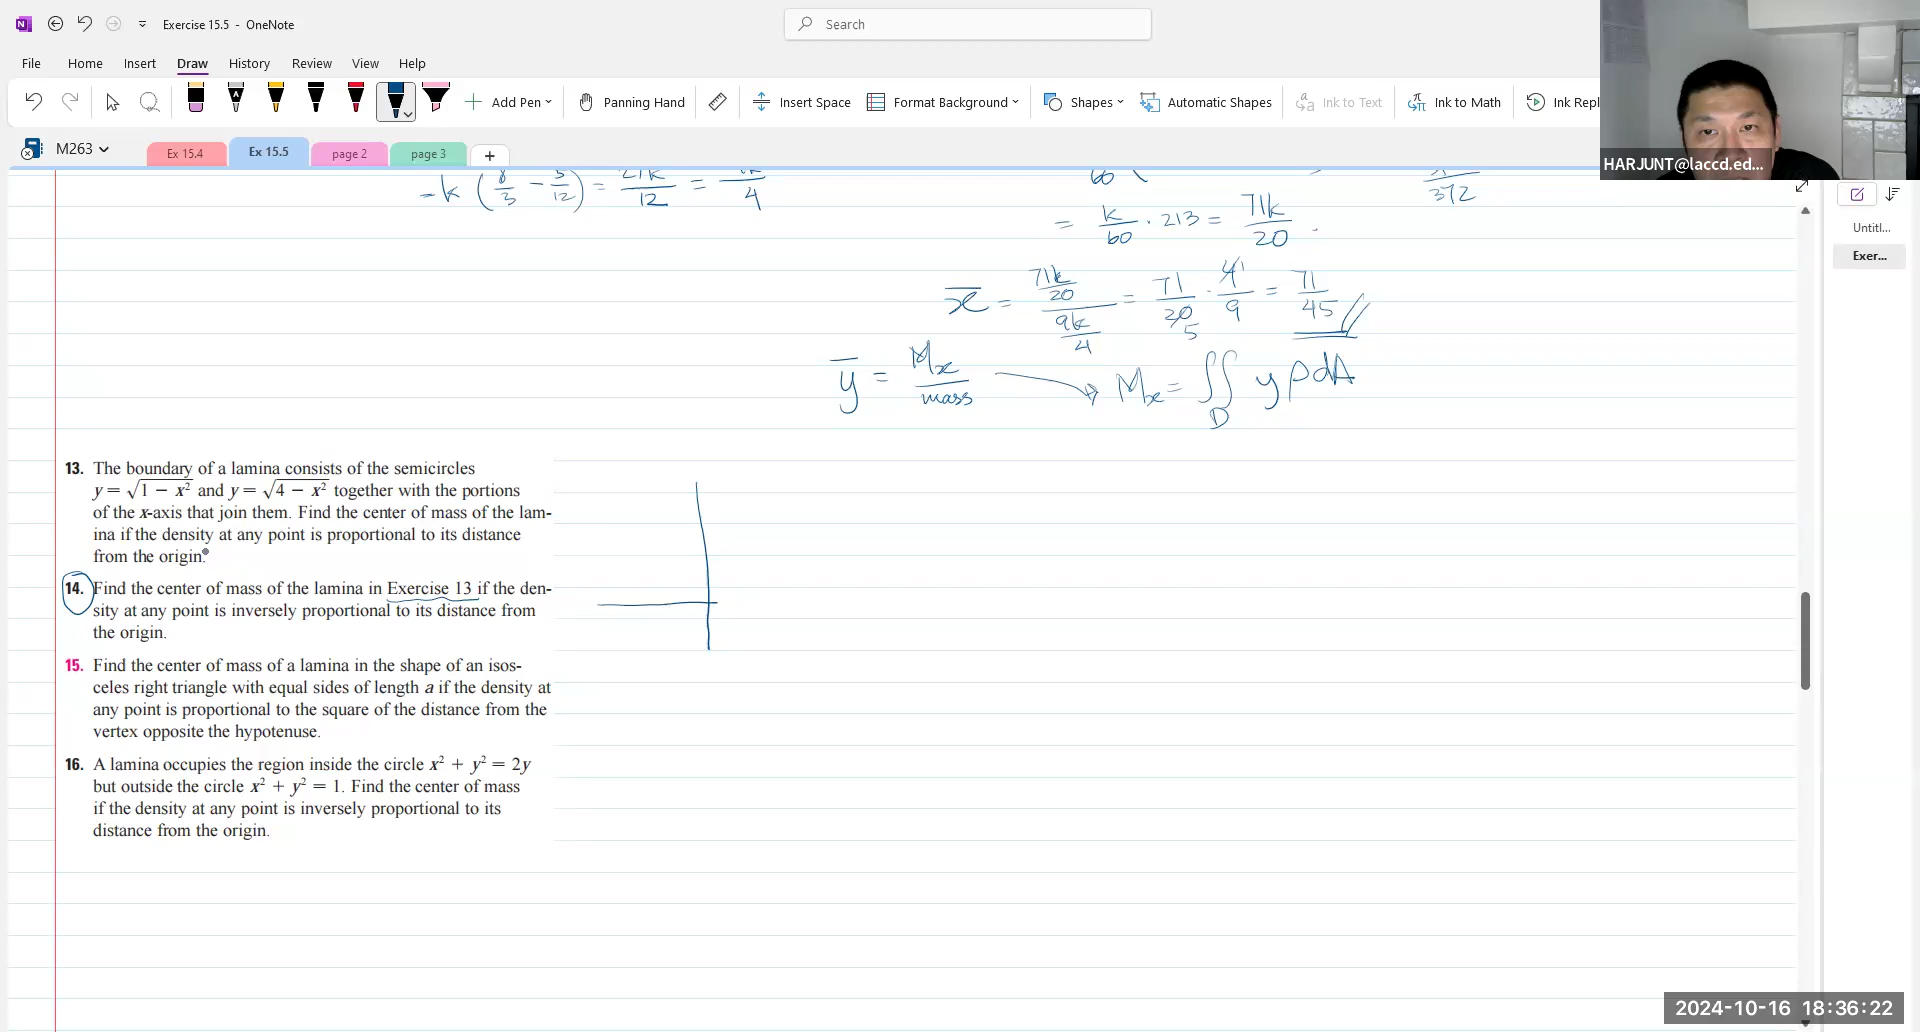 Exercise 15.5 - OneNote
Search
File Home Insert Draw History Review View Help
Add Pen Panning Hand Insert Space Format Background Shapes Automatic Shapes Ink to Text Ink to Math Ink Repl
HARJUNT@laccd.ed...
M263 Ex 15.4 Ex 15.5 page 2 page 3 +
Untitl...
Exer...
= k/60 · 213 = 71k/20
372
x̄ = (71k/20)/(9k/4) = 71/20 · 4/9 = 71/45
5
1
ȳ = Mx/mass → Mx = ∬D y ρ dA
13. The boundary of a lamina consists of the semicircles
y = √(1 − x²) and y = √(4 − x²) together with the portions
of the x-axis that join them. Find the center of mass of the lam-
ina if the density at any point is proportional to its distance
from the origin.
14. Find the center of mass of the lamina in Exercise 13 if the den-
sity at any point is inversely proportional to its distance from
the origin.
15. Find the center of mass of a lamina in the shape of an isos-
celes right triangle with equal sides of length a if the density at
any point is proportional to the square of the distance from the
vertex opposite the hypotenuse.
16. A lamina occupies the region inside the circle x² + y² = 2y
but outside the circle x² + y² = 1. Find the center of mass
if the density at any point is inversely proportional to its
distance from the origin.
2024-10-16 18:36:22